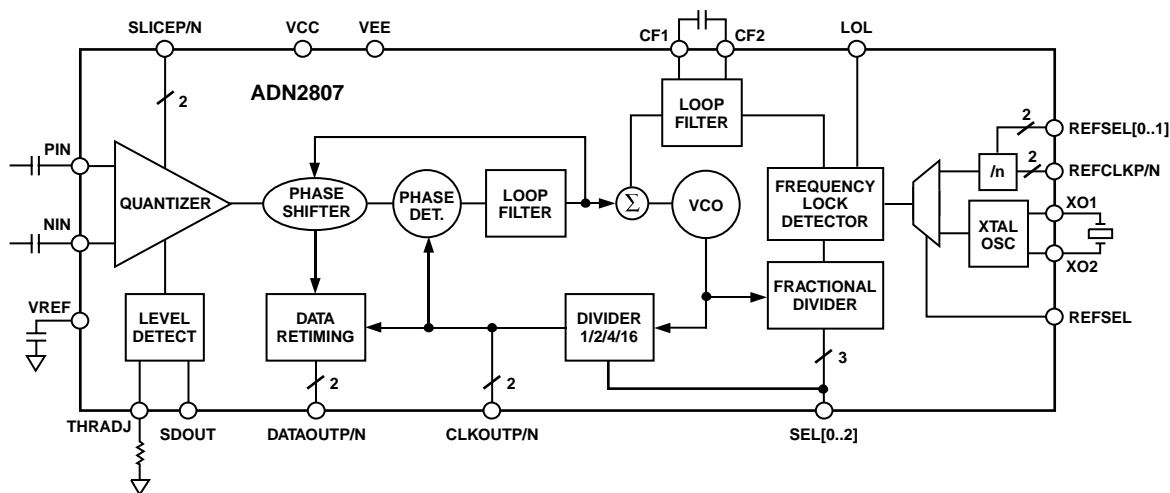 SLICEP/N
VCC
VEE
CF1
CF2
LOL
ADN2807
2
LOOP
FILTER
2
REFSEL[0..1]
PIN
/n
2
REFCLKP/N
QUANTIZER
PHASE
SHIFTER
PHASE
DET.
LOOP
FILTER
Σ
VCO
FREQUENCY
LOCK
DETECTOR
XO1
XTAL
OSC
NIN
XO2
VREF
LEVEL
DETECT
DATA
RETIMING
DIVIDER
1/2/4/16
FRACTIONAL
DIVIDER
REFSEL
2
2
3
THRADJ
SDOUT
DATAOUTP/N
CLKOUTP/N
SEL[0..2]